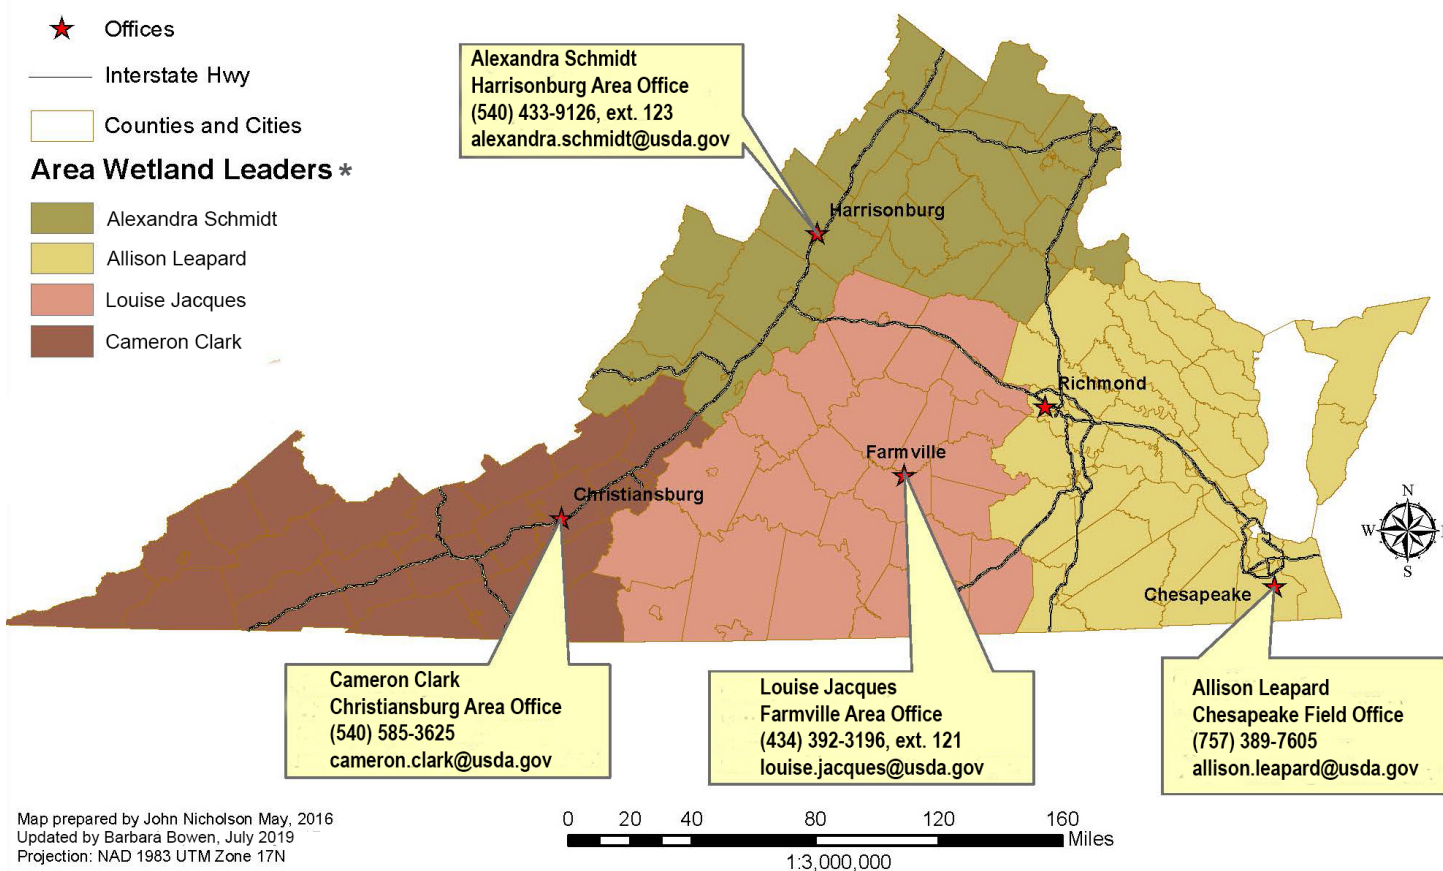 Offices
Interstate Hwy
Counties and Cities
Area Wetland Leaders *
Alexandra Schmidt
Allison Leapard
Louise Jacques
Cameron Clark
Alexandra Schmidt
Harrisonburg Area Office
(540) 433-9126, ext. 123
alexandra.schmidt@usda.gov
Harrisonburg
Richmond
Farmville
Christiansburg
Chesapeake
N
W
S
Cameron Clark
Christiansburg Area Office
(540) 585-3625
cameron.clark@usda.gov
Louise Jacques
Farmville Area Office
(434) 392-3196, ext. 121
louise.jacques@usda.gov
Allison Leapard
Chesapeake Field Office
(757) 389-7605
allison.leapard@usda.gov
Map prepared by John Nicholson May, 2016
Updated by Barbara Bowen, July 2019
Projection: NAD 1983 UTM Zone 17N
0 20 40 80 120 160
Miles
1:3,000,000